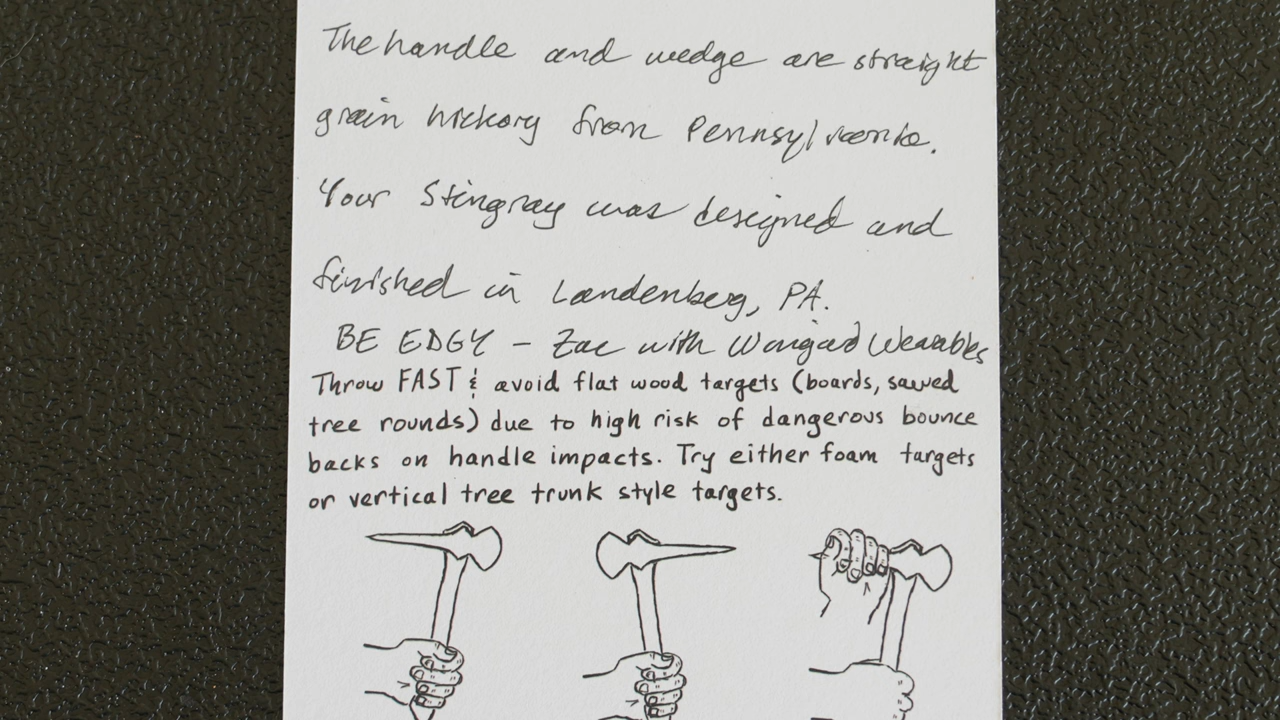 The handle and wedge are straight
grain hickory from Pennsylvania.
Your Stingray was designed and
finished in Landenberg, PA.
BE EDGY - Zac with Wingard Wearables
Throw FAST & avoid flat wood targets (boards, sawed
tree rounds) due to high risk of dangerous bounce
backs on handle impacts. Try either foam targets
or vertical tree trunk style targets.